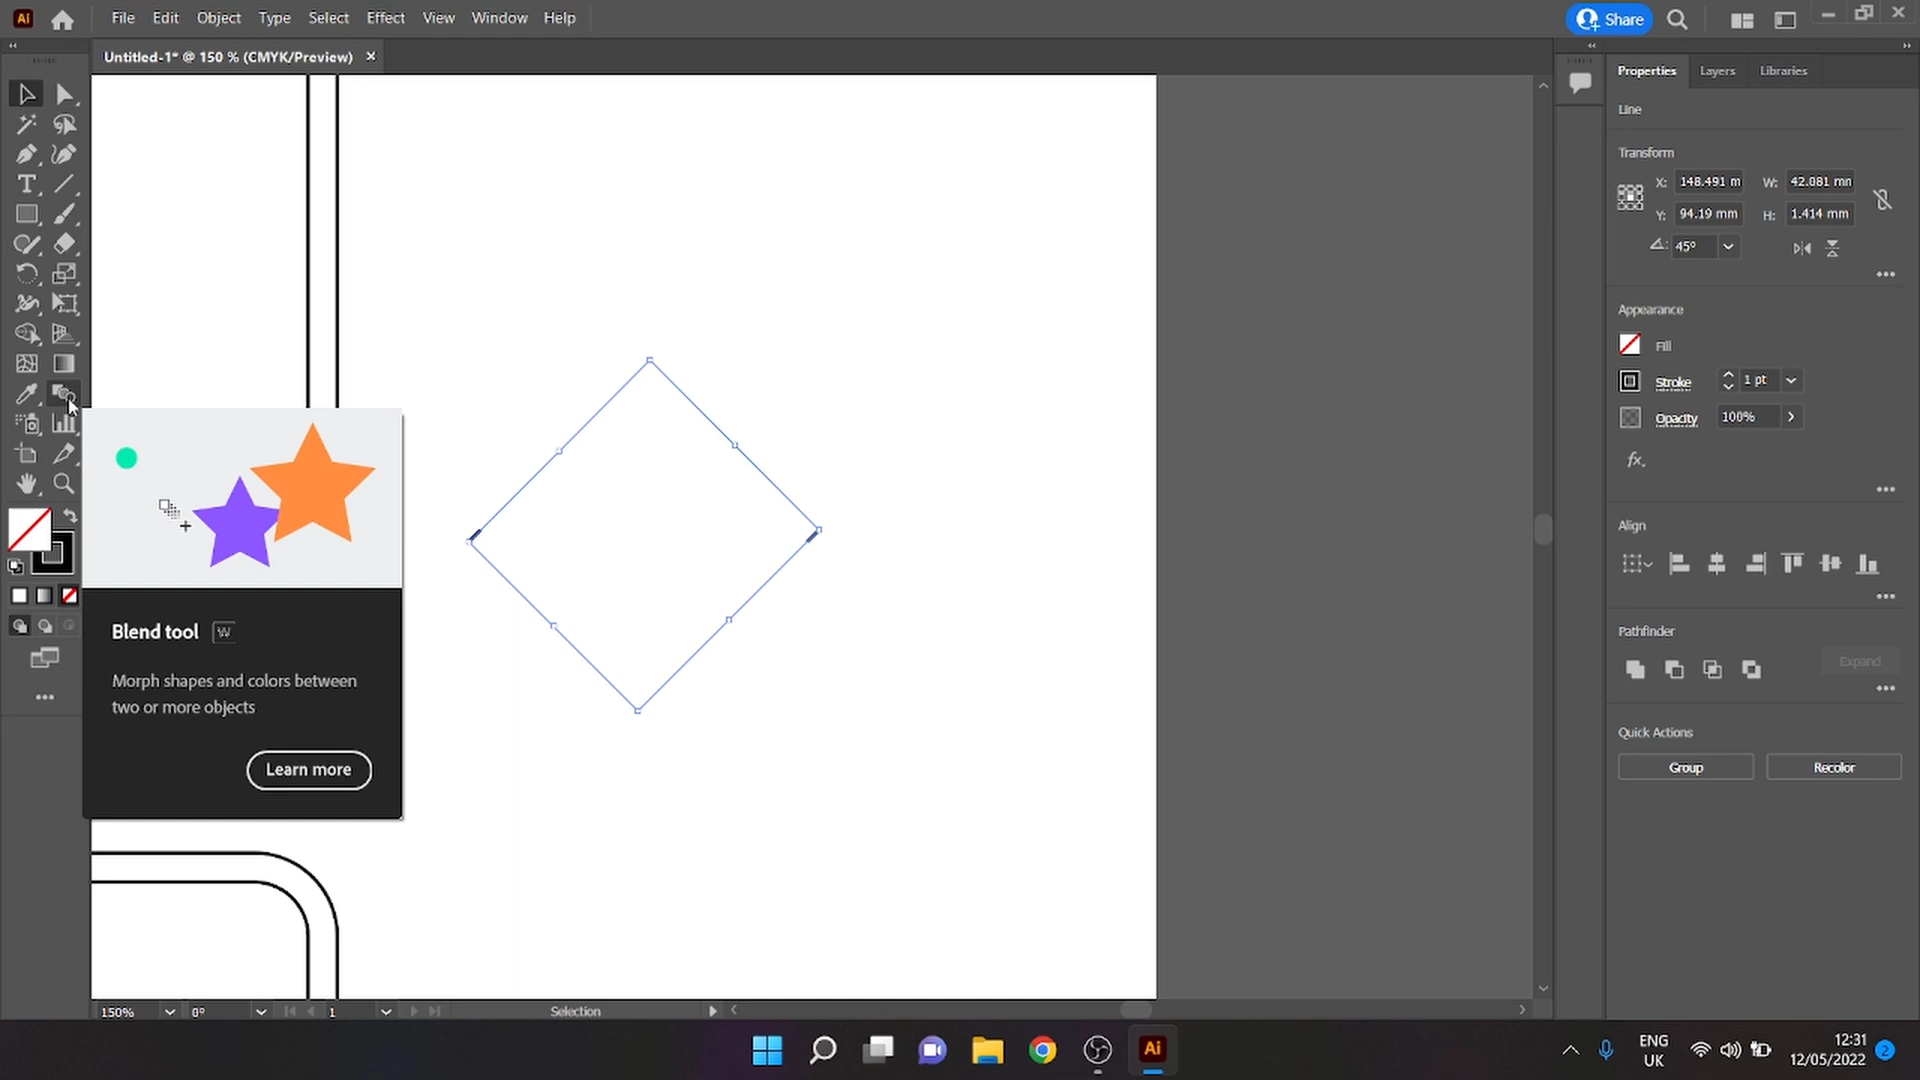 Ai File Edit Object Type Select Effect View Window Help Share
Untitled-1* @ 150 % (CMYK/Preview) ×
Properties Layers Libraries
Line
Transform
X: 148.491 m W: 42.081 mn
Y: 94.19 mm H: 1.414 mm
45°
Appearance
Fill
Stroke 1 pt
Opacity 100%
fx.
Align
Pathfinder
Expand
Quick Actions
Group Recolor
Blend tool W
Morph shapes and colors between
two or more objects
Learn more
150% 0° 1 Selection
Ai
ENG
UK
12:31
12/05/2022
2